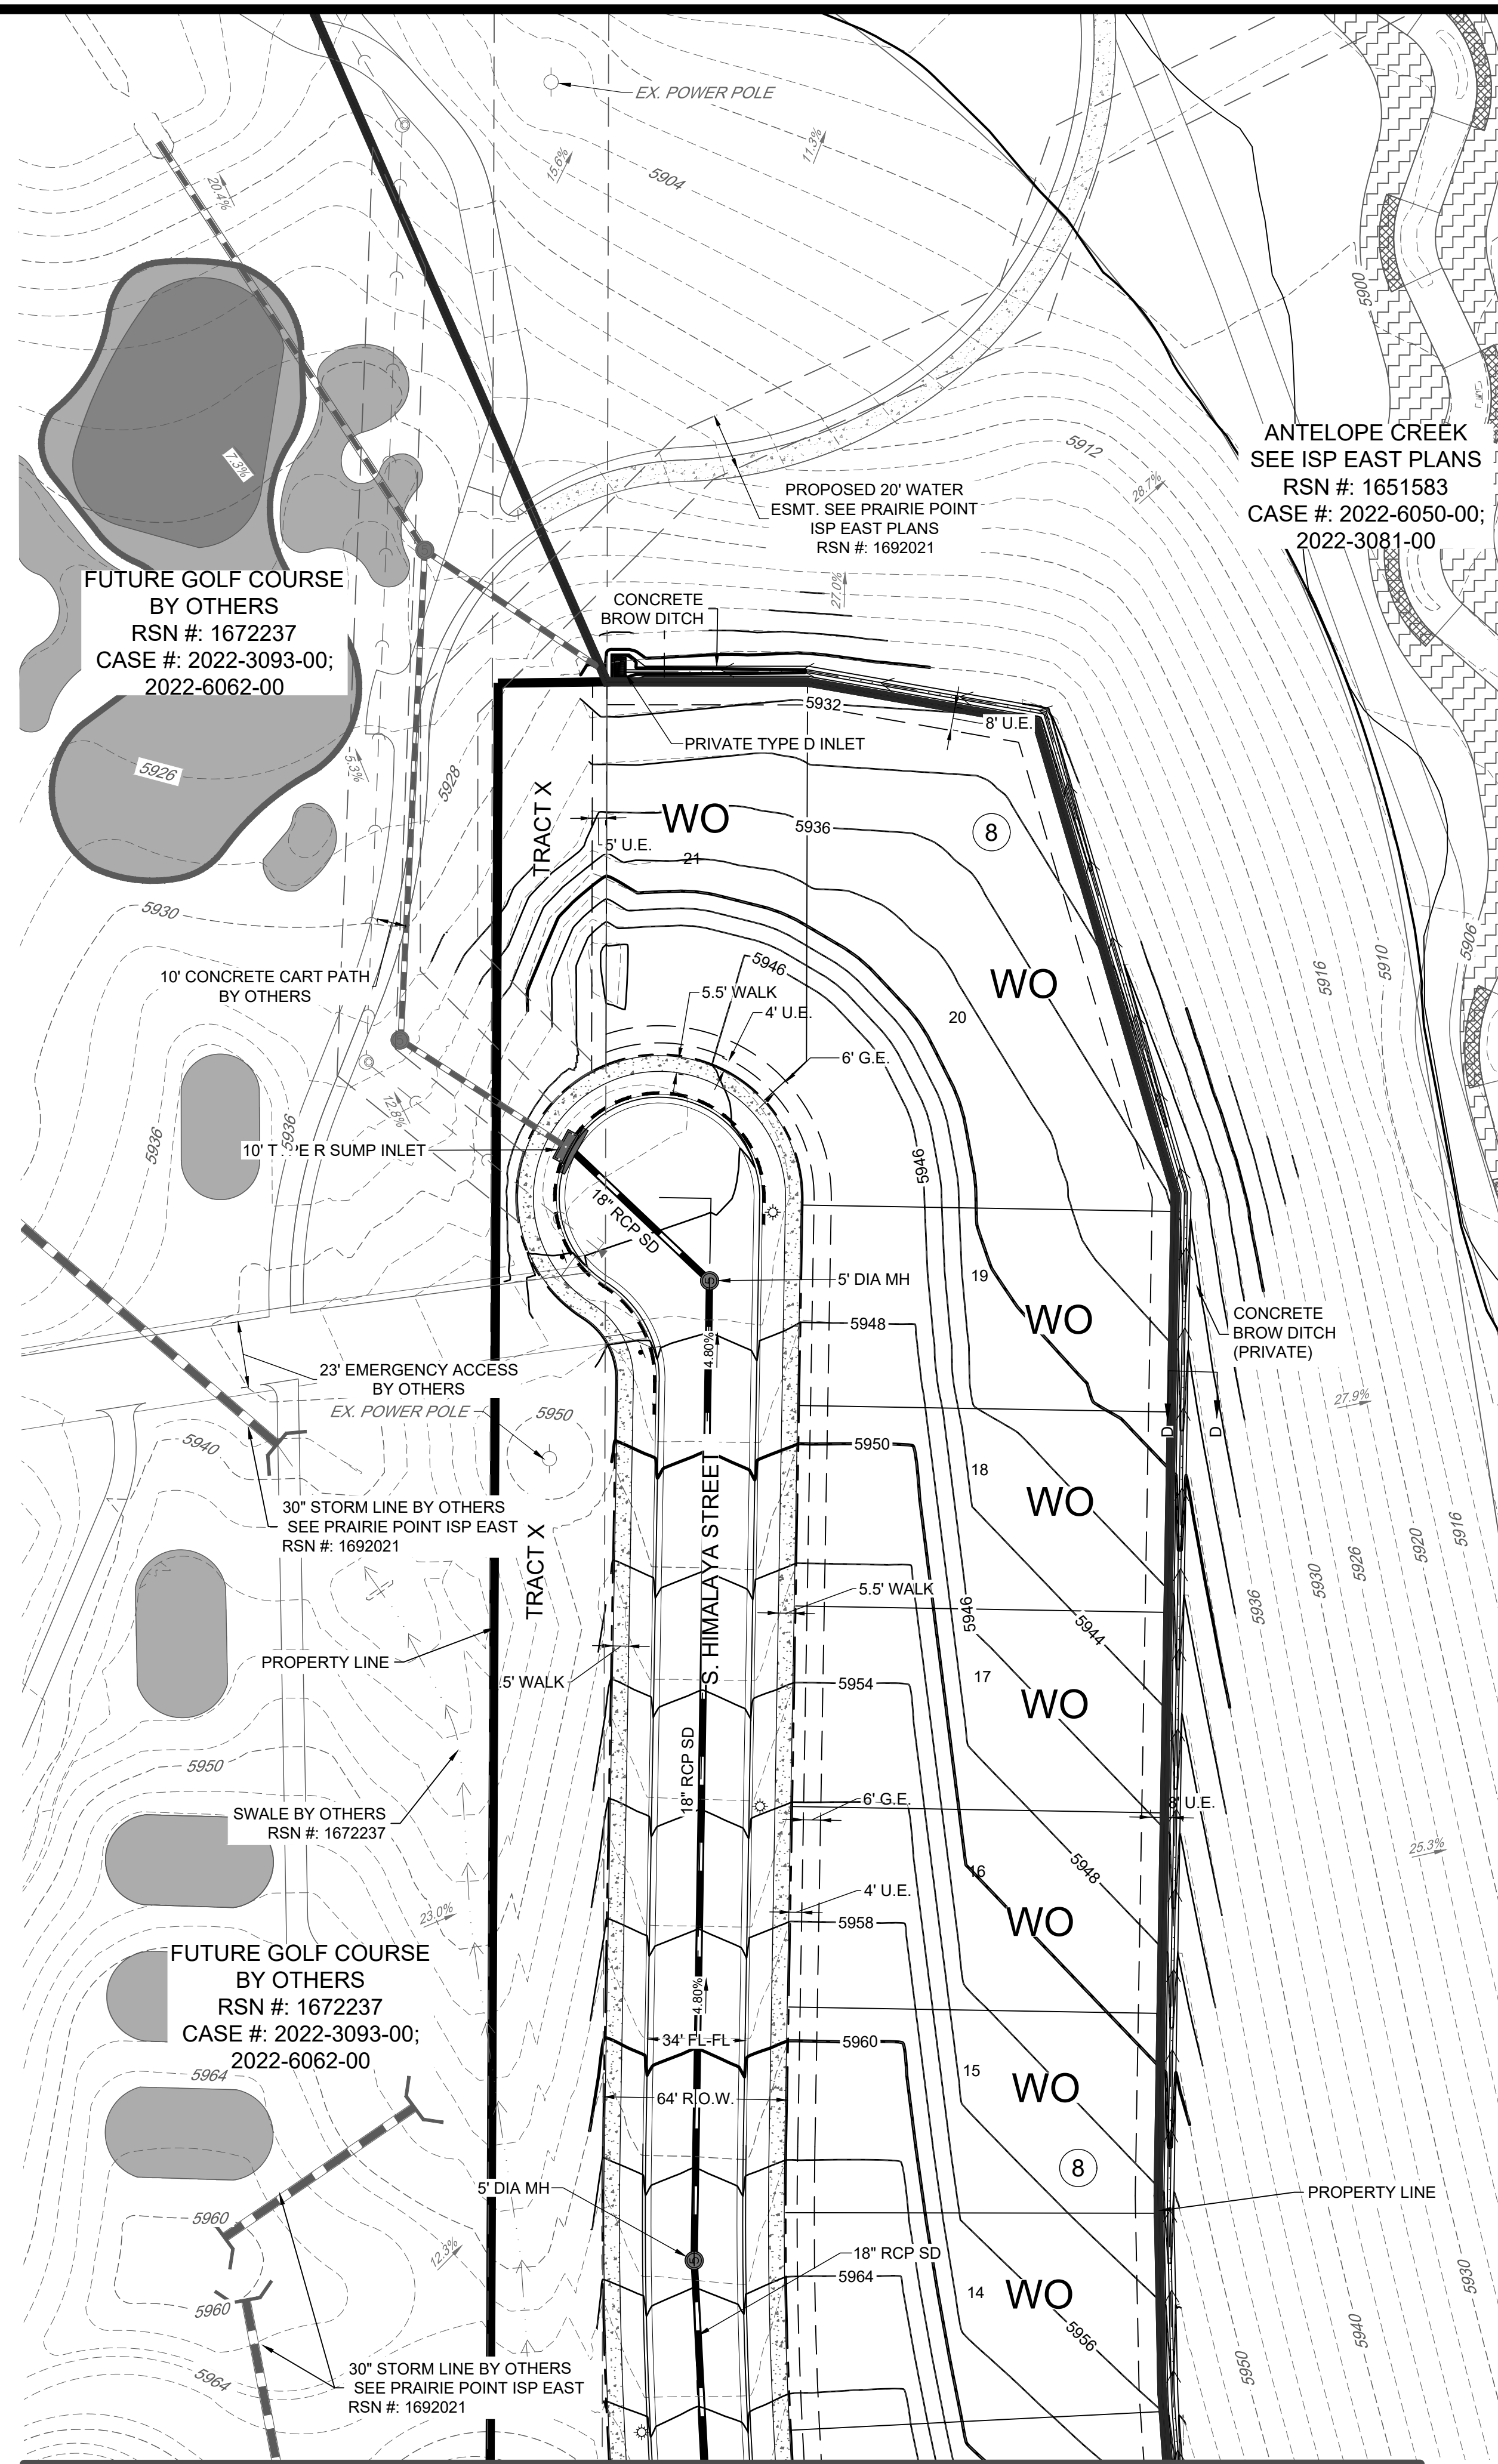 EX. POWER POLE
11.3%
15.6%
5904
20.4%
5900
7.3%
5912
28.7%
ANTELOPE CREEK
SEE ISP EAST PLANS
RSN #: 1651583
CASE #: 2022-6050-00;
2022-3081-00
PROPOSED 20' WATER
ESMT. SEE PRAIRIE POINT
ISP EAST PLANS
RSN #: 1692021
27.0%
FUTURE GOLF COURSE
BY OTHERS
RSN #: 1672237
CASE #: 2022-3093-00;
2022-6062-00
CONCRETE
BROW DITCH
5932
8' U.E.
PRIVATE TYPE D INLET
5926
5.3%
5928
TRACT X
WO
5' U.E.
21
5936
8
5930
10' CONCRETE CART PATH
BY OTHERS
5946
5.5' WALK
4' U.E.
6' G.E.
WO
20
5916
5910
5906
12.8%
5936
5936
SUMP INLET
18" RCP SD
5946
5' DIA MH
19
WO
5948
4.80%
CONCRETE
BROW DITCH
(PRIVATE)
23' EMERGENCY ACCESS
BY OTHERS
EX. POWER POLE
5950
5940
27.9%
D
D
5950
18
WO
30" STORM LINE BY OTHERS
SEE PRAIRIE POINT ISP EAST
RSN #: 1692021
TRACT X
S. HIMALAYA STREET
5.5' WALK
5946
5944
5936
5930
5926
5920
5916
PROPERTY LINE
5' WALK
5954
17
WO
18" RCP SD
5950
SWALE BY OTHERS
RSN #: 1672237
6' G.E.
8' U.E.
25.3%
16
5948
4' U.E.
5958
WO
23.0%
FUTURE GOLF COURSE
BY OTHERS
RSN #: 1672237
CASE #: 2022-3093-00;
2022-6062-00
4.80%
34' FL-FL
5960
64' R.O.W.
15
WO
5964
8
5' DIA MH
PROPERTY LINE
5960
12.3%
18" RCP SD
5964
14
WO
5930
5960
5956
5940
5950
5964
30" STORM LINE BY OTHERS
SEE PRAIRIE POINT ISP EAST
RSN #: 1692021